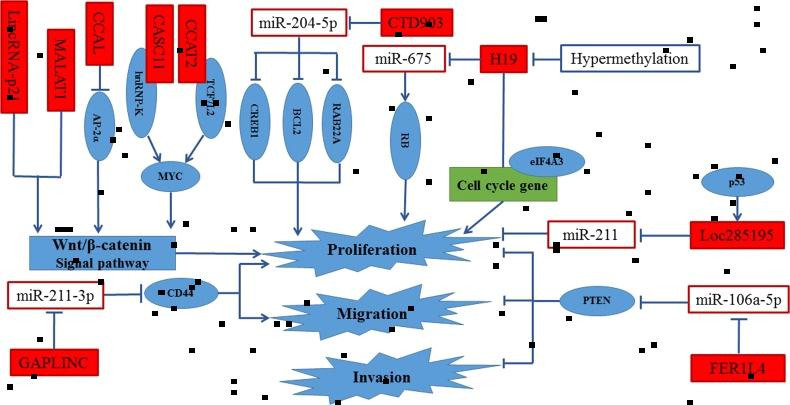 LincRNA-p21
MALAT1
CCAL
CASC11
CCAT2
miR-204-5p
CTD903
miR-675
H19
Hypermethylation
AP-2α
hnRNP-K
TCF7L2
CREB1
BCL2
RAB22A
RB
MYC
eIF4A3
Cell cycle gene
p53
Wnt/β-catenin
Signal pathway
Proliferation
miR-211
Loc285195
miR-211-3p
CD44
Migration
PTEN
miR-106a-5p
GAPLINC
Invasion
FER1L4